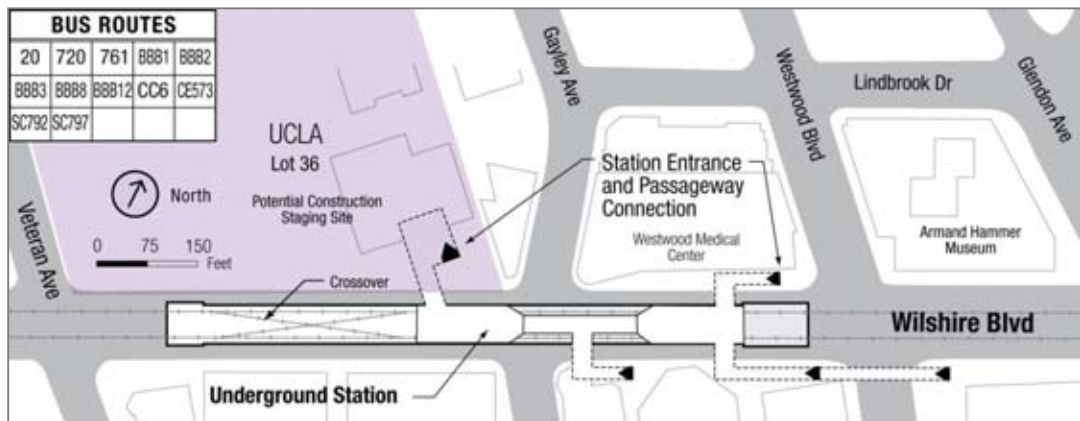 BUS ROUTES
20 720 761 BBB1 BBB2
BBB3 BBB8 BBB12 CC6 CE573
SC792 SC797
UCLA
Lot 36
Potential Construction
Staging Site
North
0 75 150
Feet
Crossover
Veteran Ave
Gayley Ave
Westwood Blvd
Lindbrook Dr
Glendon Ave
Station Entrance
and Passageway
Connection
Westwood Medical
Center
Armand Hammer
Museum
Wilshire Blvd
Underground Station